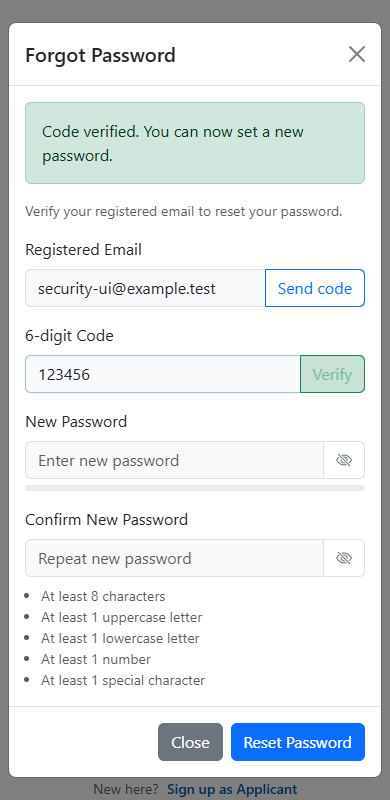 Forgot Password
Code verified. You can now set a new
password.
Verify your registered email to reset your password.
Registered Email
security-ui@example.test
Send code
6-digit Code
123456
Verify
New Password
Enter new password
Confirm New Password
Repeat new password
At least 8 characters
At least 1 uppercase letter
At least 1 lowercase letter
At least 1 number
At least 1 special character
Close
Reset Password
New here? Sign up as Applicant